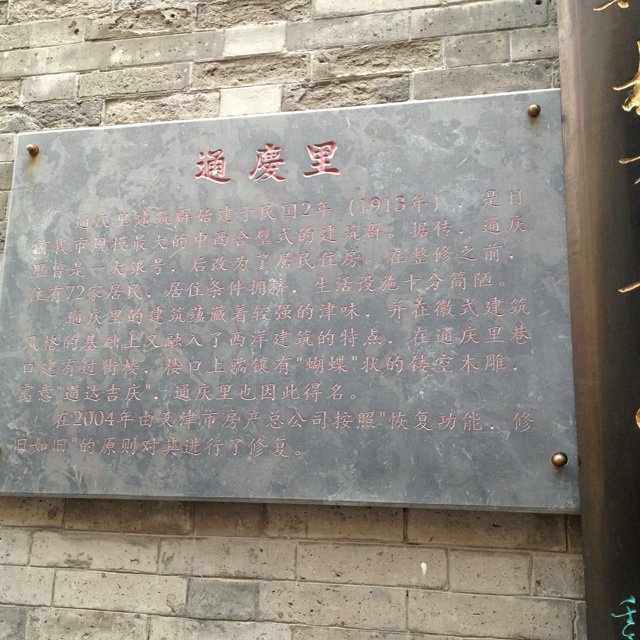 通慶里
通庆里建筑群始建于民国2年（1913年），是目
前我市规模最大的中西合璧式的建筑群。据传，通庆
里曾是一家票号，后改为了居民住房，在整修之前，
住有72家居民，居住条件拥挤，生活设施十分简陋。
通庆里的建筑蕴藏着较强的津味，并在徽式建筑
风格的基础上又融入了西洋建筑的特点，在通庆里巷
口建有过街楼，楼口上端镶有"蝴蝶"状的镂空木雕，
寓意"通达吉庆"，通庆里也因此得名。
在2004年由天津市房产总公司按照"恢复功能，修
旧如旧"的原则对其进行了修复。